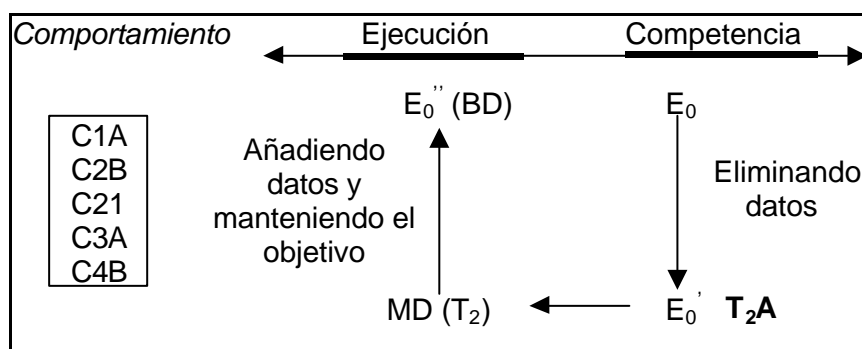 Comportamiento Ejecución Competencia
E₀'' (BD) E₀
C1A
C2B
C21
C3A
C4B
Añadiendo
datos y
manteniendo el
objetivo
Eliminando
datos
MD (T₂) E₀' T₂A